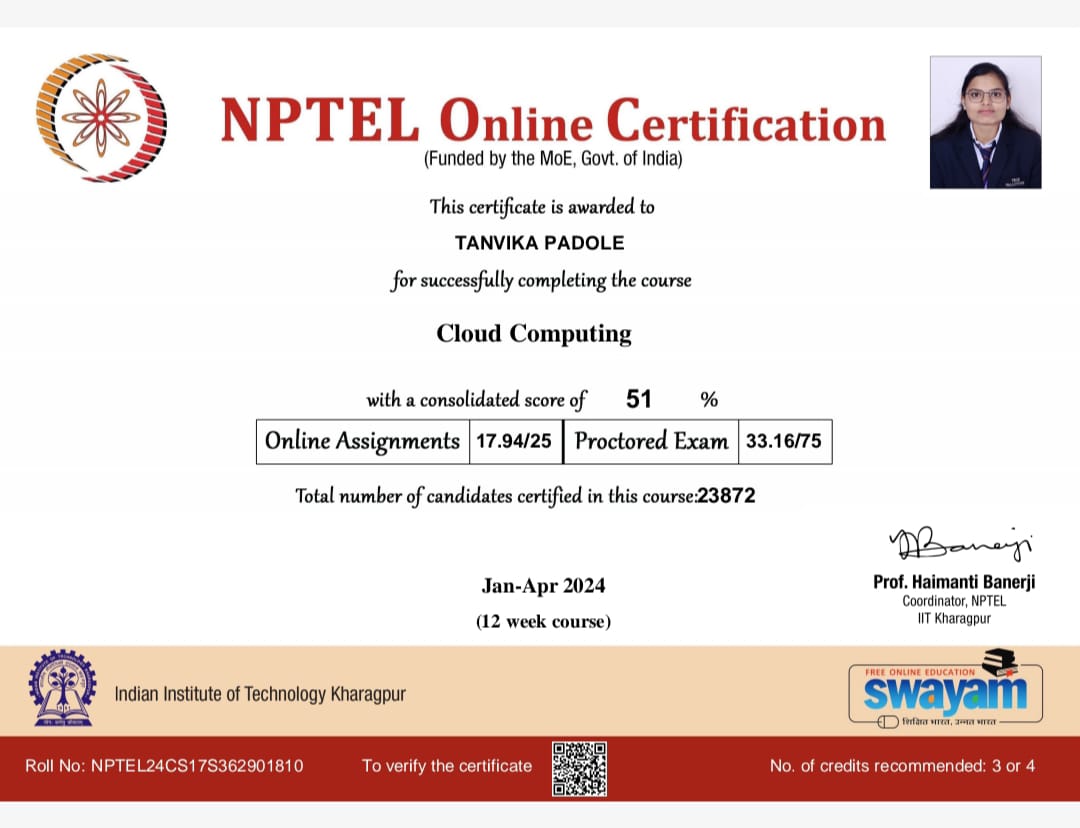 NPTEL Online Certification
(Funded by the MoE, Govt. of India)
This certificate is awarded to
TANVIKA PADOLE
for successfully completing the course
Cloud Computing
with a consolidated score of 51 %
Online Assignments 17.94/25 Proctored Exam 33.16/75
Total number of candidates certified in this course:23872
Jan-Apr 2024
(12 week course)
Prof. Haimanti Banerji
Coordinator, NPTEL
IIT Kharagpur
Indian Institute of Technology Kharagpur
FREE ONLINE EDUCATION
swayam
शिक्षित भारत, उन्नत भारत
Roll No: NPTEL24CS17S362901810 To verify the certificate No. of credits recommended: 3 or 4